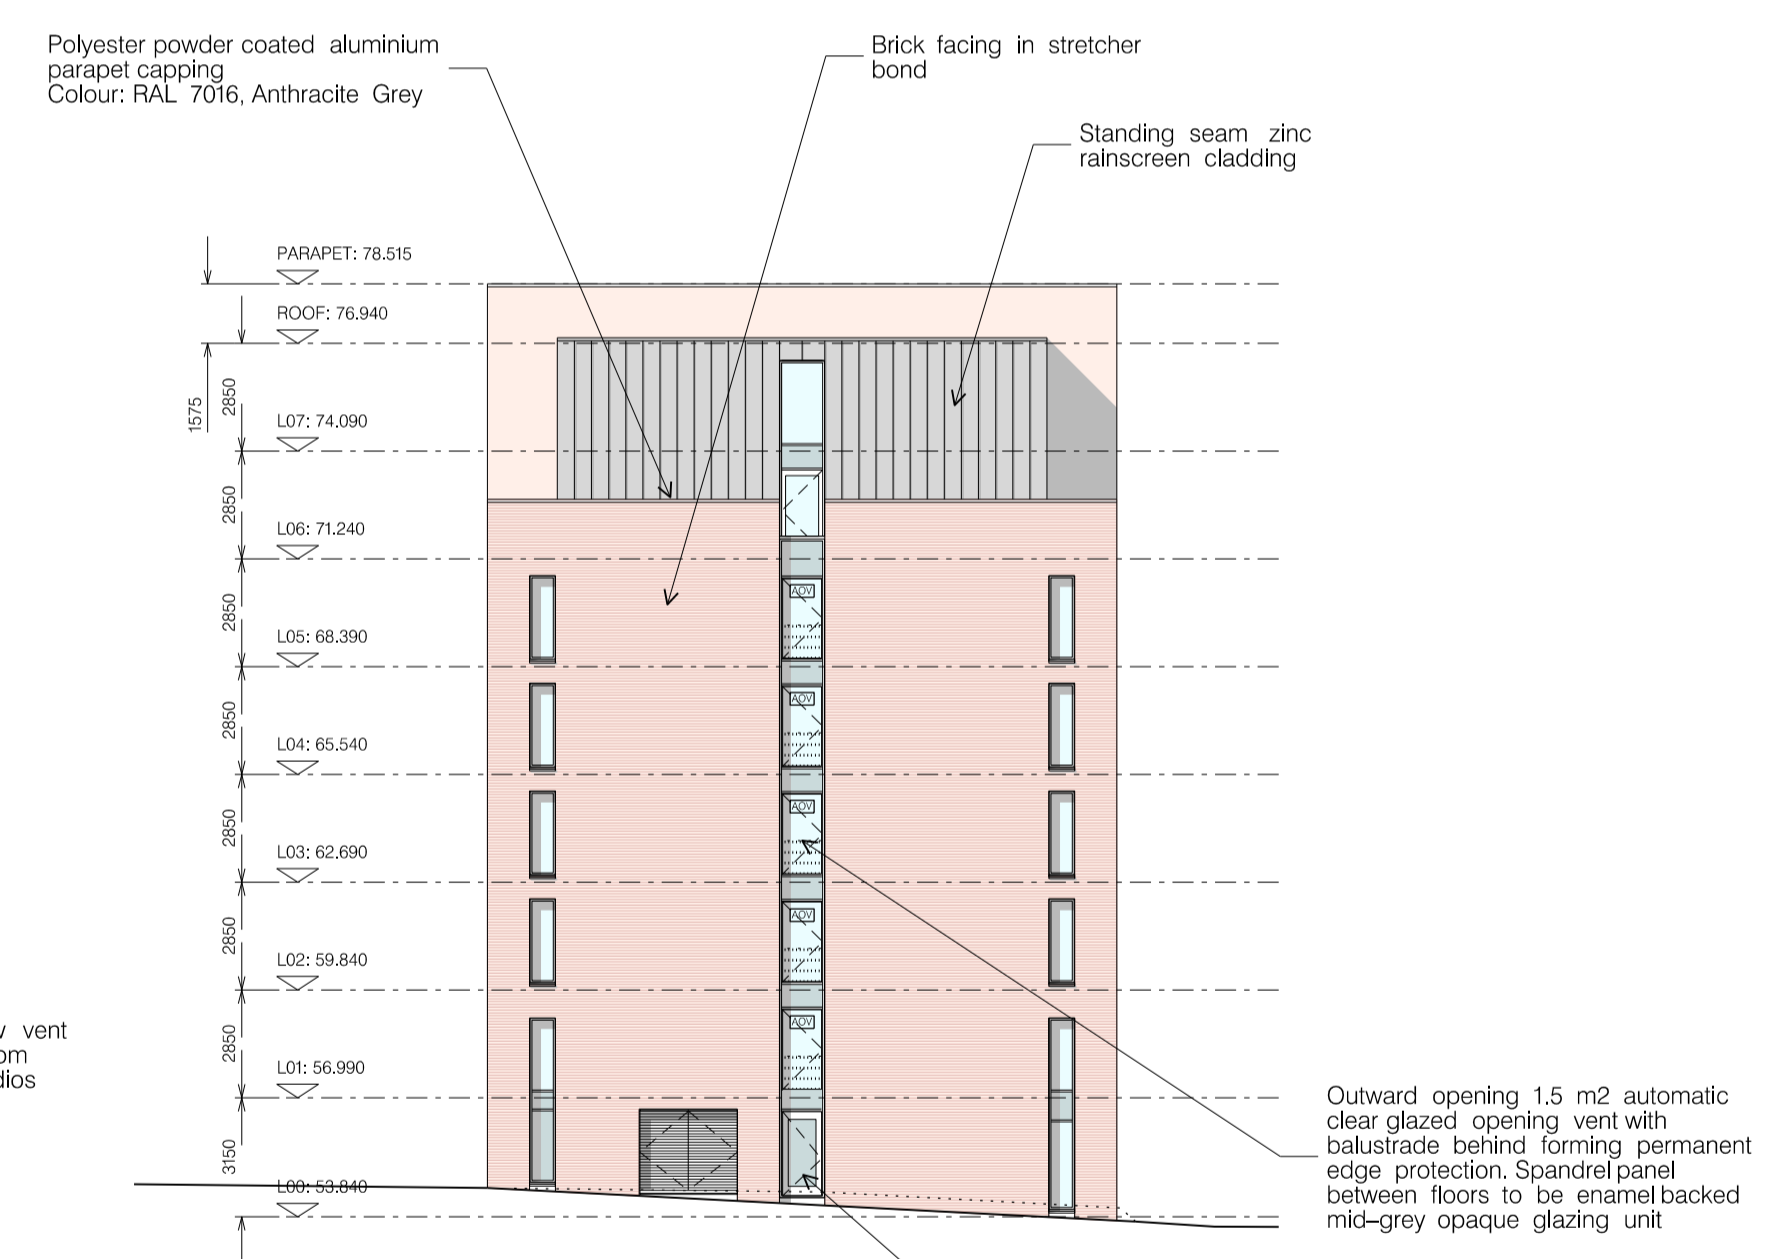 Polyester powder coated aluminium
parapet capping
Colour: RAL 7016, Anthracite Grey
Brick facing in stretcher
bond
Standing seam zinc
rainscreen cladding
PARAPET: 78.515
ROOF: 76.940
1575
2850
L07: 74.090
2850
L06: 71.240
2850
AOV
L05: 68.390
2850
AOV
L04: 65.540
2850
AOV
L03: 62.690
2850
AOV
L02: 59.840
2850
AOV
L01: 56.990
3150
L00: 53.840
vent
om
dios
Outward opening 1.5 m2 automatic
clear glazed opening vent with
balustrade behind forming permanent
edge protection. Spandrel panel
between floors to be enamel backed
mid–grey opaque glazing unit